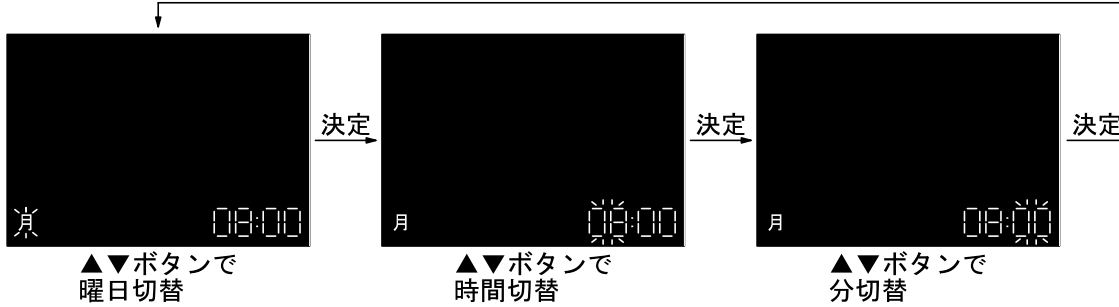 決定
決定
決定
月
08:00
月
08:00
月
08:00
▲▼ボタンで
曜日切替
▲▼ボタンで
時間切替
▲▼ボタンで
分切替